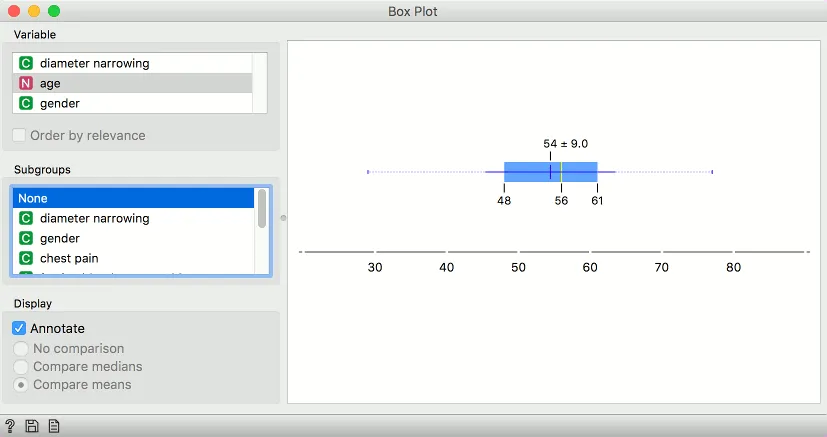 Box Plot
Variable
C diameter narrowing
N age
C gender
Order by relevance
Subgroups
None
C diameter narrowing
C gender
C chest pain
Display
Annotate
No comparison
Compare medians
Compare means
54 ± 9.0
48 56 61
30 40 50 60 70 80
?